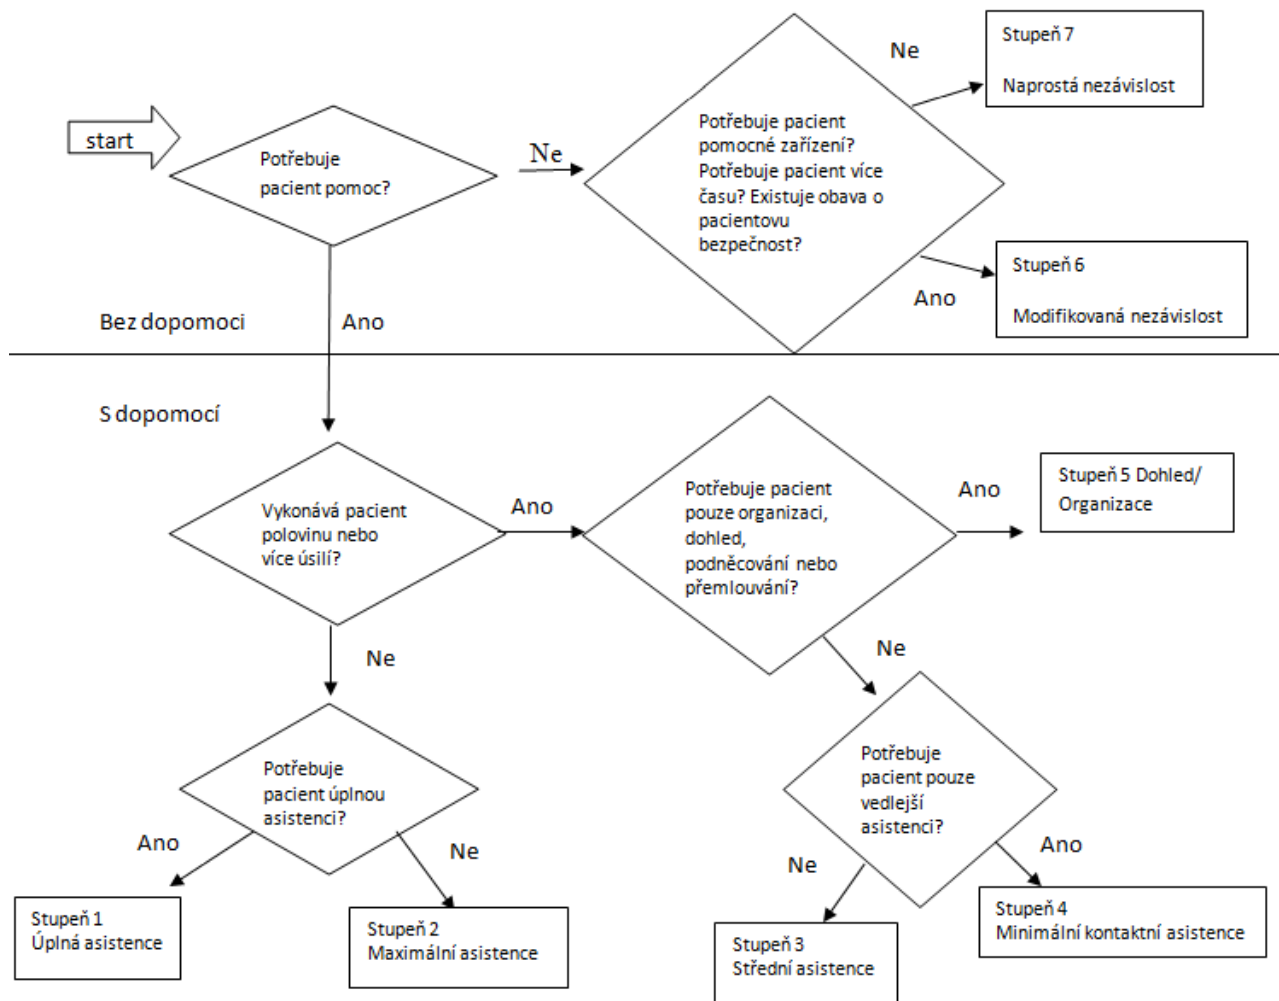 start
Potřebuje
pacient pomoc?
Ne
Potřebuje pacient
pomocné zařízení?
Potřebuje pacient více
času? Existuje obava o
pacientovu
bezpečnost?
Ne
Stupeň 7
Naprostá nezávislost
Ano
Stupeň 6
Modifikovaná nezávislost
Bez dopomoci
Ano
S dopomocí
Vykonává pacient
polovinu nebo
více úsilí?
Ano
Potřebuje pacient
pouze organizaci,
dohled,
podněcování nebo
přemlouvání?
Ano
Stupeň 5 Dohled/
Organizace
Ne
Ne
Potřebuje
pacient úplnou
asistenci?
Potřebuje
pacient pouze
vedlejší
asistenci?
Ano
Ne
Ne
Ano
Stupeň 1
Úplná asistence
Stupeň 2
Maximální asistence
Stupeň 3
Střední asistence
Stupeň 4
Minimální kontaktní asistence